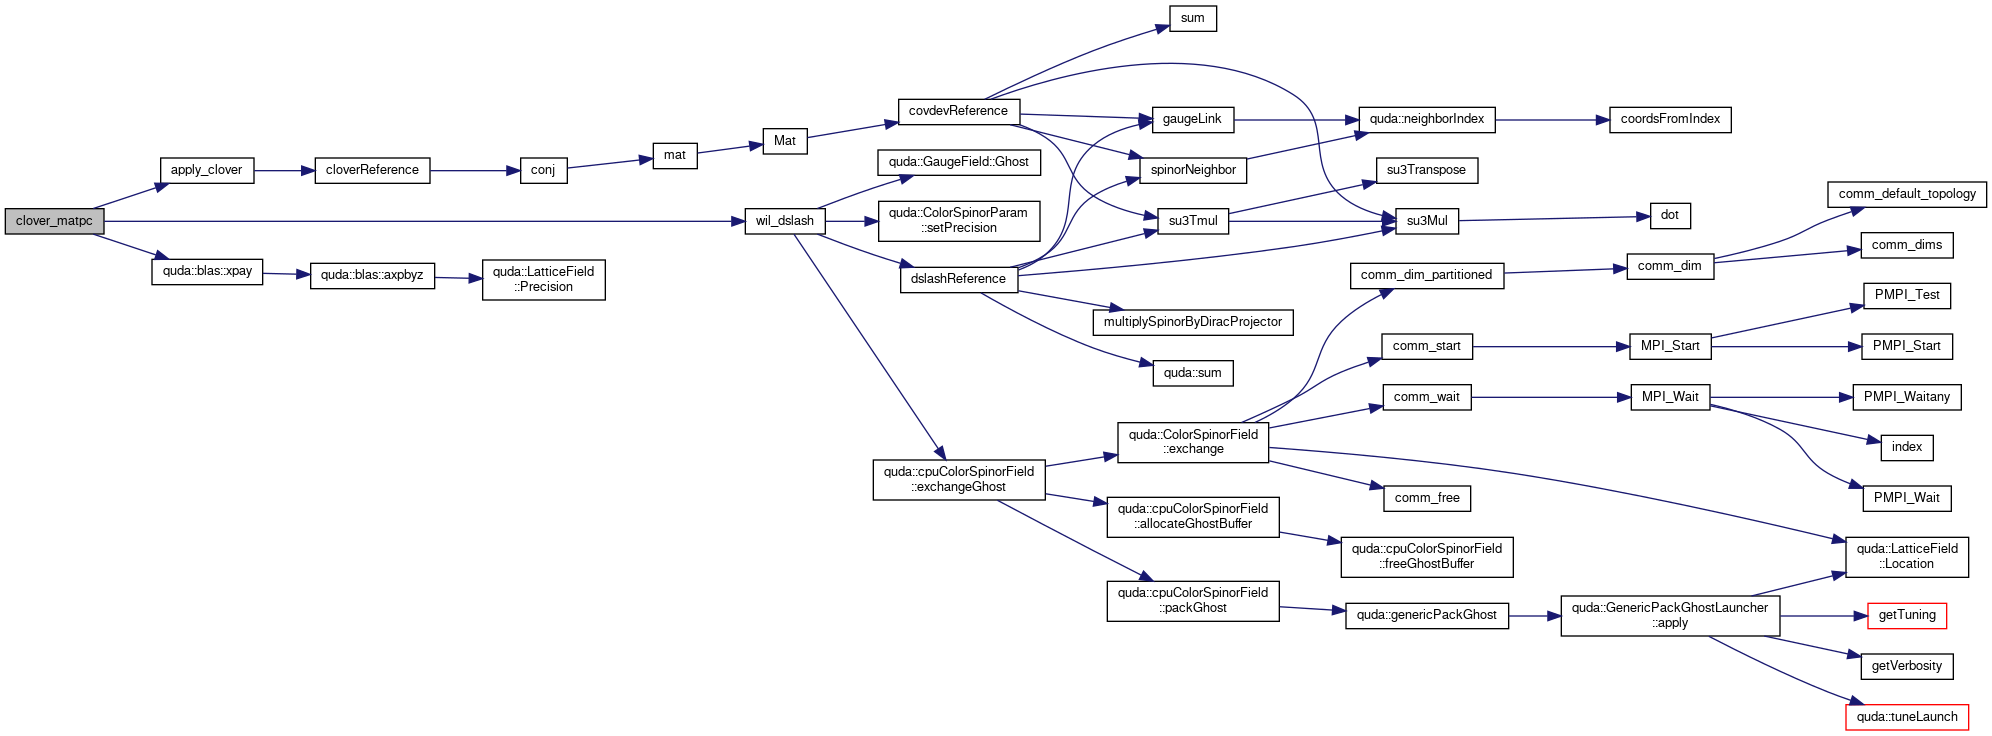 clover_matpc
apply_clover
cloverReference
conj
mat
Mat
covdevReference
sum
gaugeLink
quda::neighborIndex
coordsFromIndex
spinorNeighbor
su3Transpose
su3Tmul
su3Mul
dot
wil_dslash
quda::GaugeField::Ghost
quda::ColorSpinorParam
::setPrecision
dslashReference
multiplySpinorByDiracProjector
quda::sum
quda::blas::xpay
quda::blas::axpbyz
quda::LatticeField
::Precision
quda::cpuColorSpinorField
::exchangeGhost
quda::ColorSpinorField
::exchange
comm_dim_partitioned
comm_dim
comm_default_topology
comm_dims
comm_start
MPI_Start
PMPI_Test
PMPI_Start
comm_wait
MPI_Wait
PMPI_Waitany
index
PMPI_Wait
comm_free
quda::LatticeField
::Location
quda::cpuColorSpinorField
::allocateGhostBuffer
quda::cpuColorSpinorField
::freeGhostBuffer
quda::cpuColorSpinorField
::packGhost
quda::genericPackGhost
quda::GenericPackGhostLauncher
::apply
getTuning
getVerbosity
quda::tuneLaunch